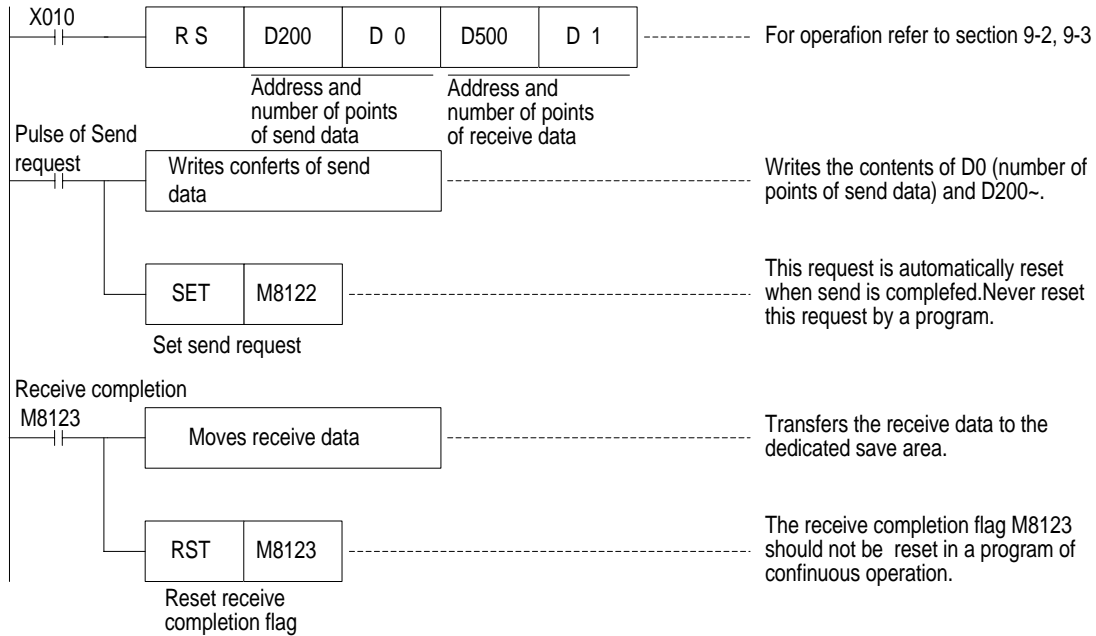 X010
R S D200 D 0 D500 D 1
For operafion refer to section 9-2, 9-3
Address and
number of points
of send data
Address and
number of points
of receive data
Pulse of Send
request
Writes conferts of send
data
Writes the contents of D0 (number of
points of send data) and D200~.
SET M8122
This request is automatically reset
when send is complefed.Never reset
this request by a program.
Set send request
Receive completion
M8123
Moves receive data
Transfers the receive data to the
dedicated save area.
RST M8123
The receive completion flag M8123
should not be reset in a program of
continuous operation.
Reset receive
completion flag